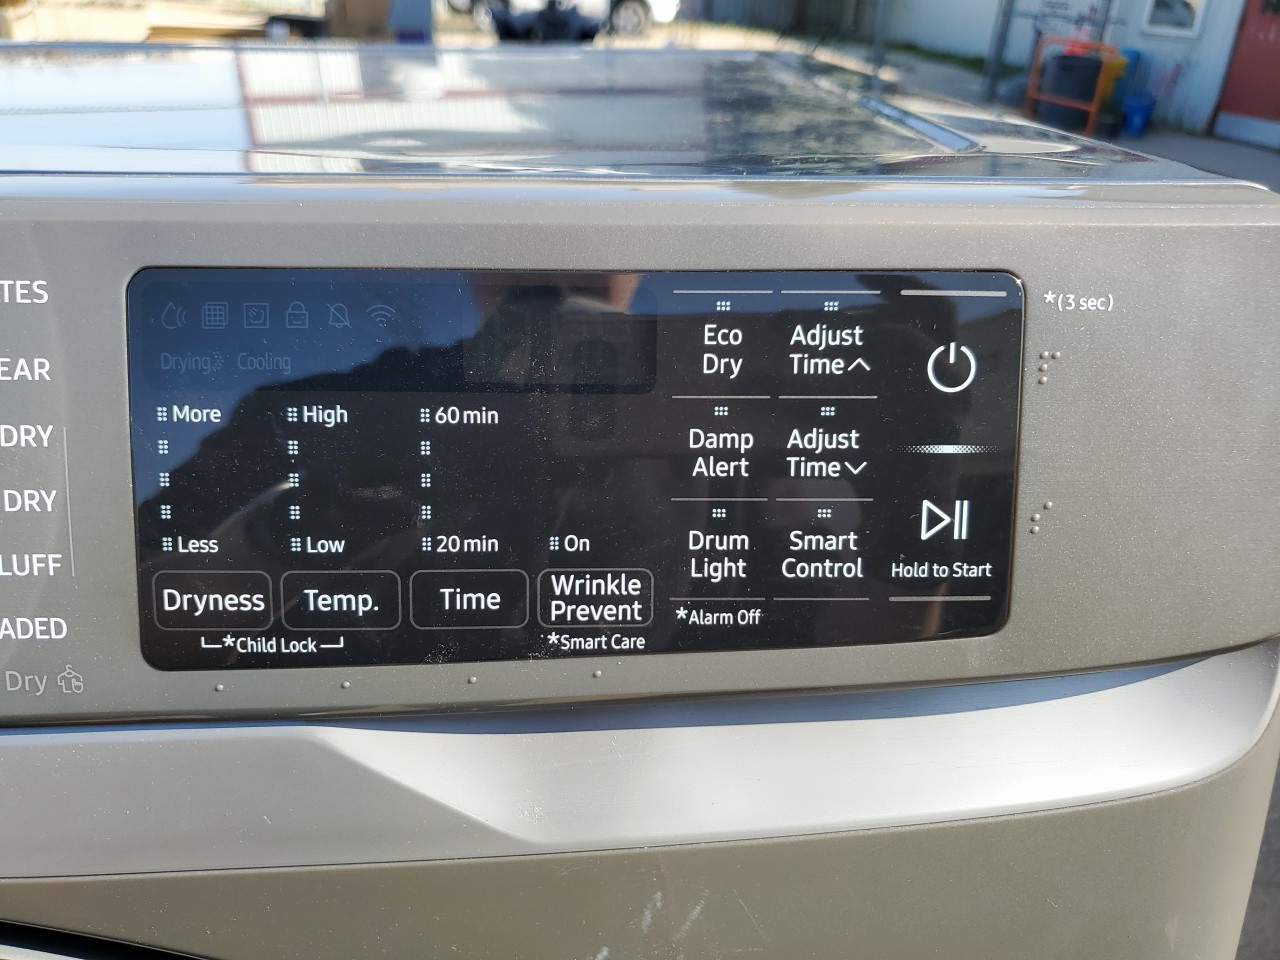 TES
EAR
DRY
DRY
LUFF
ADED
Dry
Drying Cooling
More High 60 min
Less Low 20 min On
Dryness Temp. Time Wrinkle Prevent
*Child Lock *Smart Care
Eco Dry
Adjust Time
Damp Alert
Adjust Time
Drum Light
Smart Control
*Alarm Off
Hold to Start
*(3 sec)